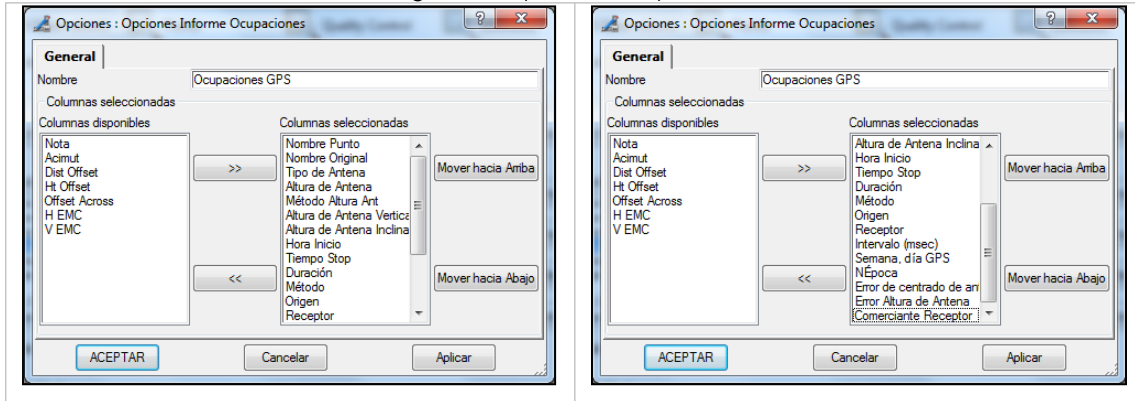 Opciones : Opciones Informe Ocupaciones
General
Nombre
Ocupaciones GPS
Columnas seleccionadas
Columnas disponibles
Columnas seleccionadas
Nota
Acimut
Dist Offset
Ht Offset
Offset Across
H EMC
V EMC
>>
<<
Nombre Punto
Nombre Original
Tipo de Antena
Altura de Antena
Método Altura Ant
Altura de Antena Vertica
Altura de Antena Inclina
Hora Inicio
Tiempo Stop
Duración
Método
Origen
Receptor
Mover hacia Arriba
Mover hacia Abajo
ACEPTAR
Cancelar
Aplicar
Opciones : Opciones Informe Ocupaciones
General
Nombre
Ocupaciones GPS
Columnas seleccionadas
Columnas disponibles
Columnas seleccionadas
Nota
Acimut
Dist Offset
Ht Offset
Offset Across
H EMC
V EMC
>>
<<
Altura de Antena Inclina
Hora Inicio
Tiempo Stop
Duración
Método
Origen
Receptor
Intervalo (msec)
Semana, día GPS
NÉpoca
Error de centrado de an
Error Altura de Antena
Comerciante Receptor
Mover hacia Arriba
Mover hacia Abajo
ACEPTAR
Cancelar
Aplicar